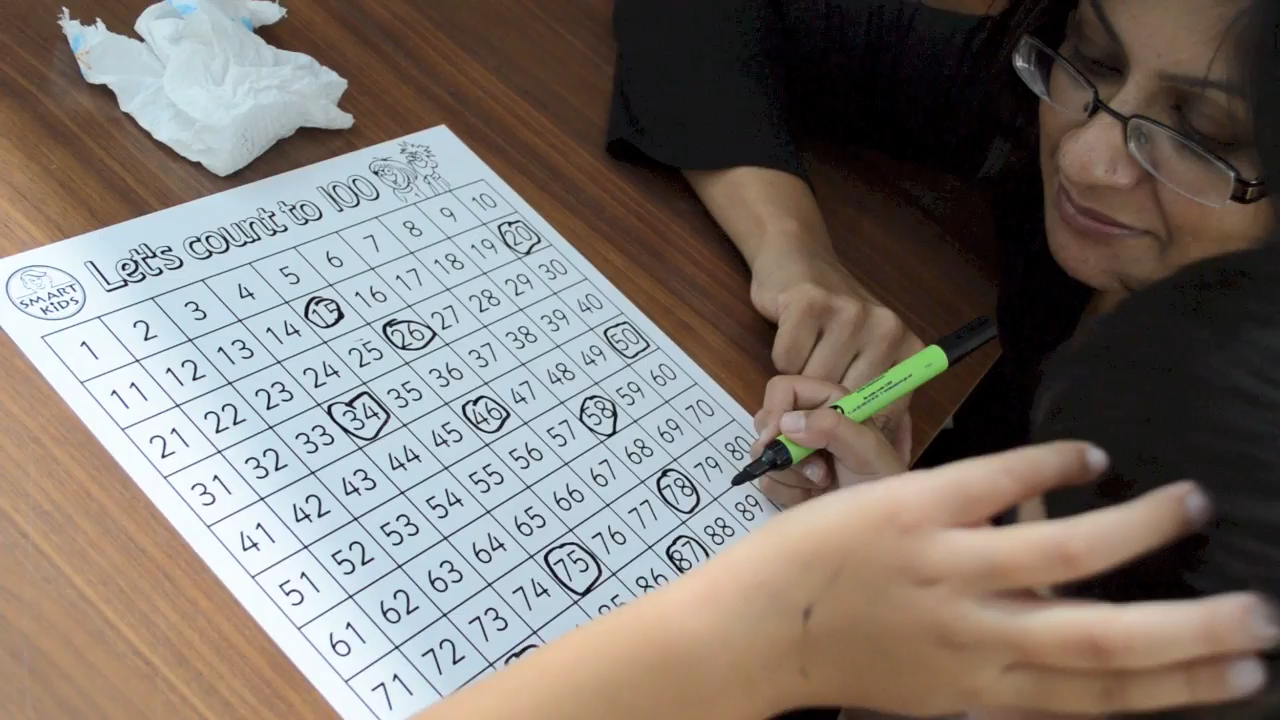 SMART
KIDS
Let's count to 100
1 2 3 4 5 6 7 8 9 10
11 12 13 14 15 16 17 18 19 20
21 22 23 24 25 26 27 28 29 30
31 32 33 34 35 36 37 38 39 40
41 42 43 44 45 46 47 48 49 50
51 52 53 54 55 56 57 58 59 60
61 62 63 64 65 66 67 68 69 70
71 72 73 74 75 76 77 78 79 80
86 87 88 89